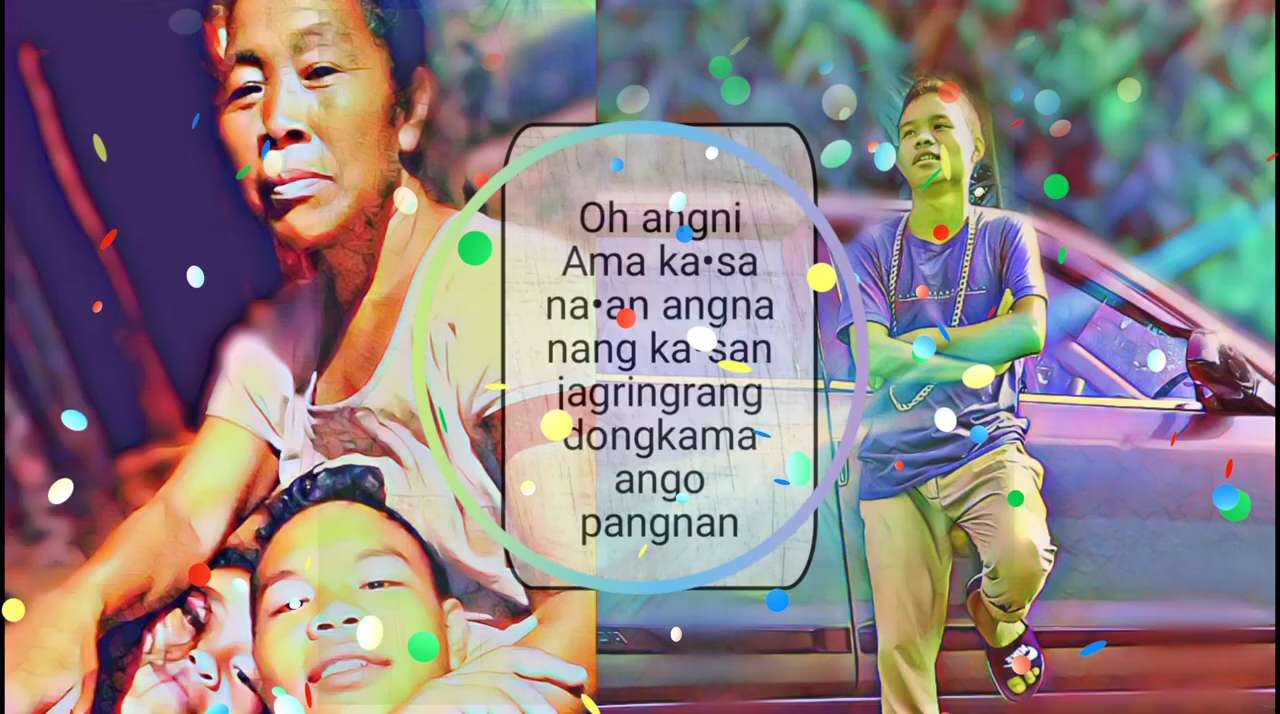 Oh angni
Ama ka•sa
na•an angna
nang ka•san
jagringrang
dongkama
ango
pangnan